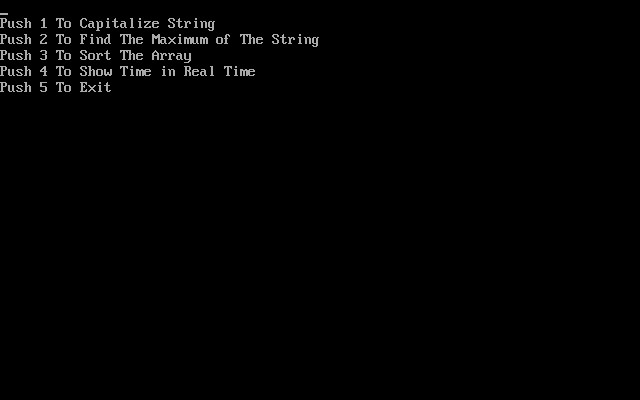 Push 1 To Capitalize String
Push 2 To Find The Maximum of The String
Push 3 To Sort The Array
Push 4 To Show Time in Real Time
Push 5 To Exit